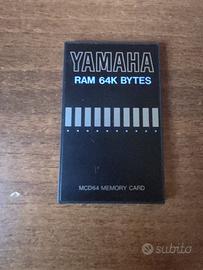 YAMAHA
RAM 64K BYTES
MCD64 MEMORY CARD
subito